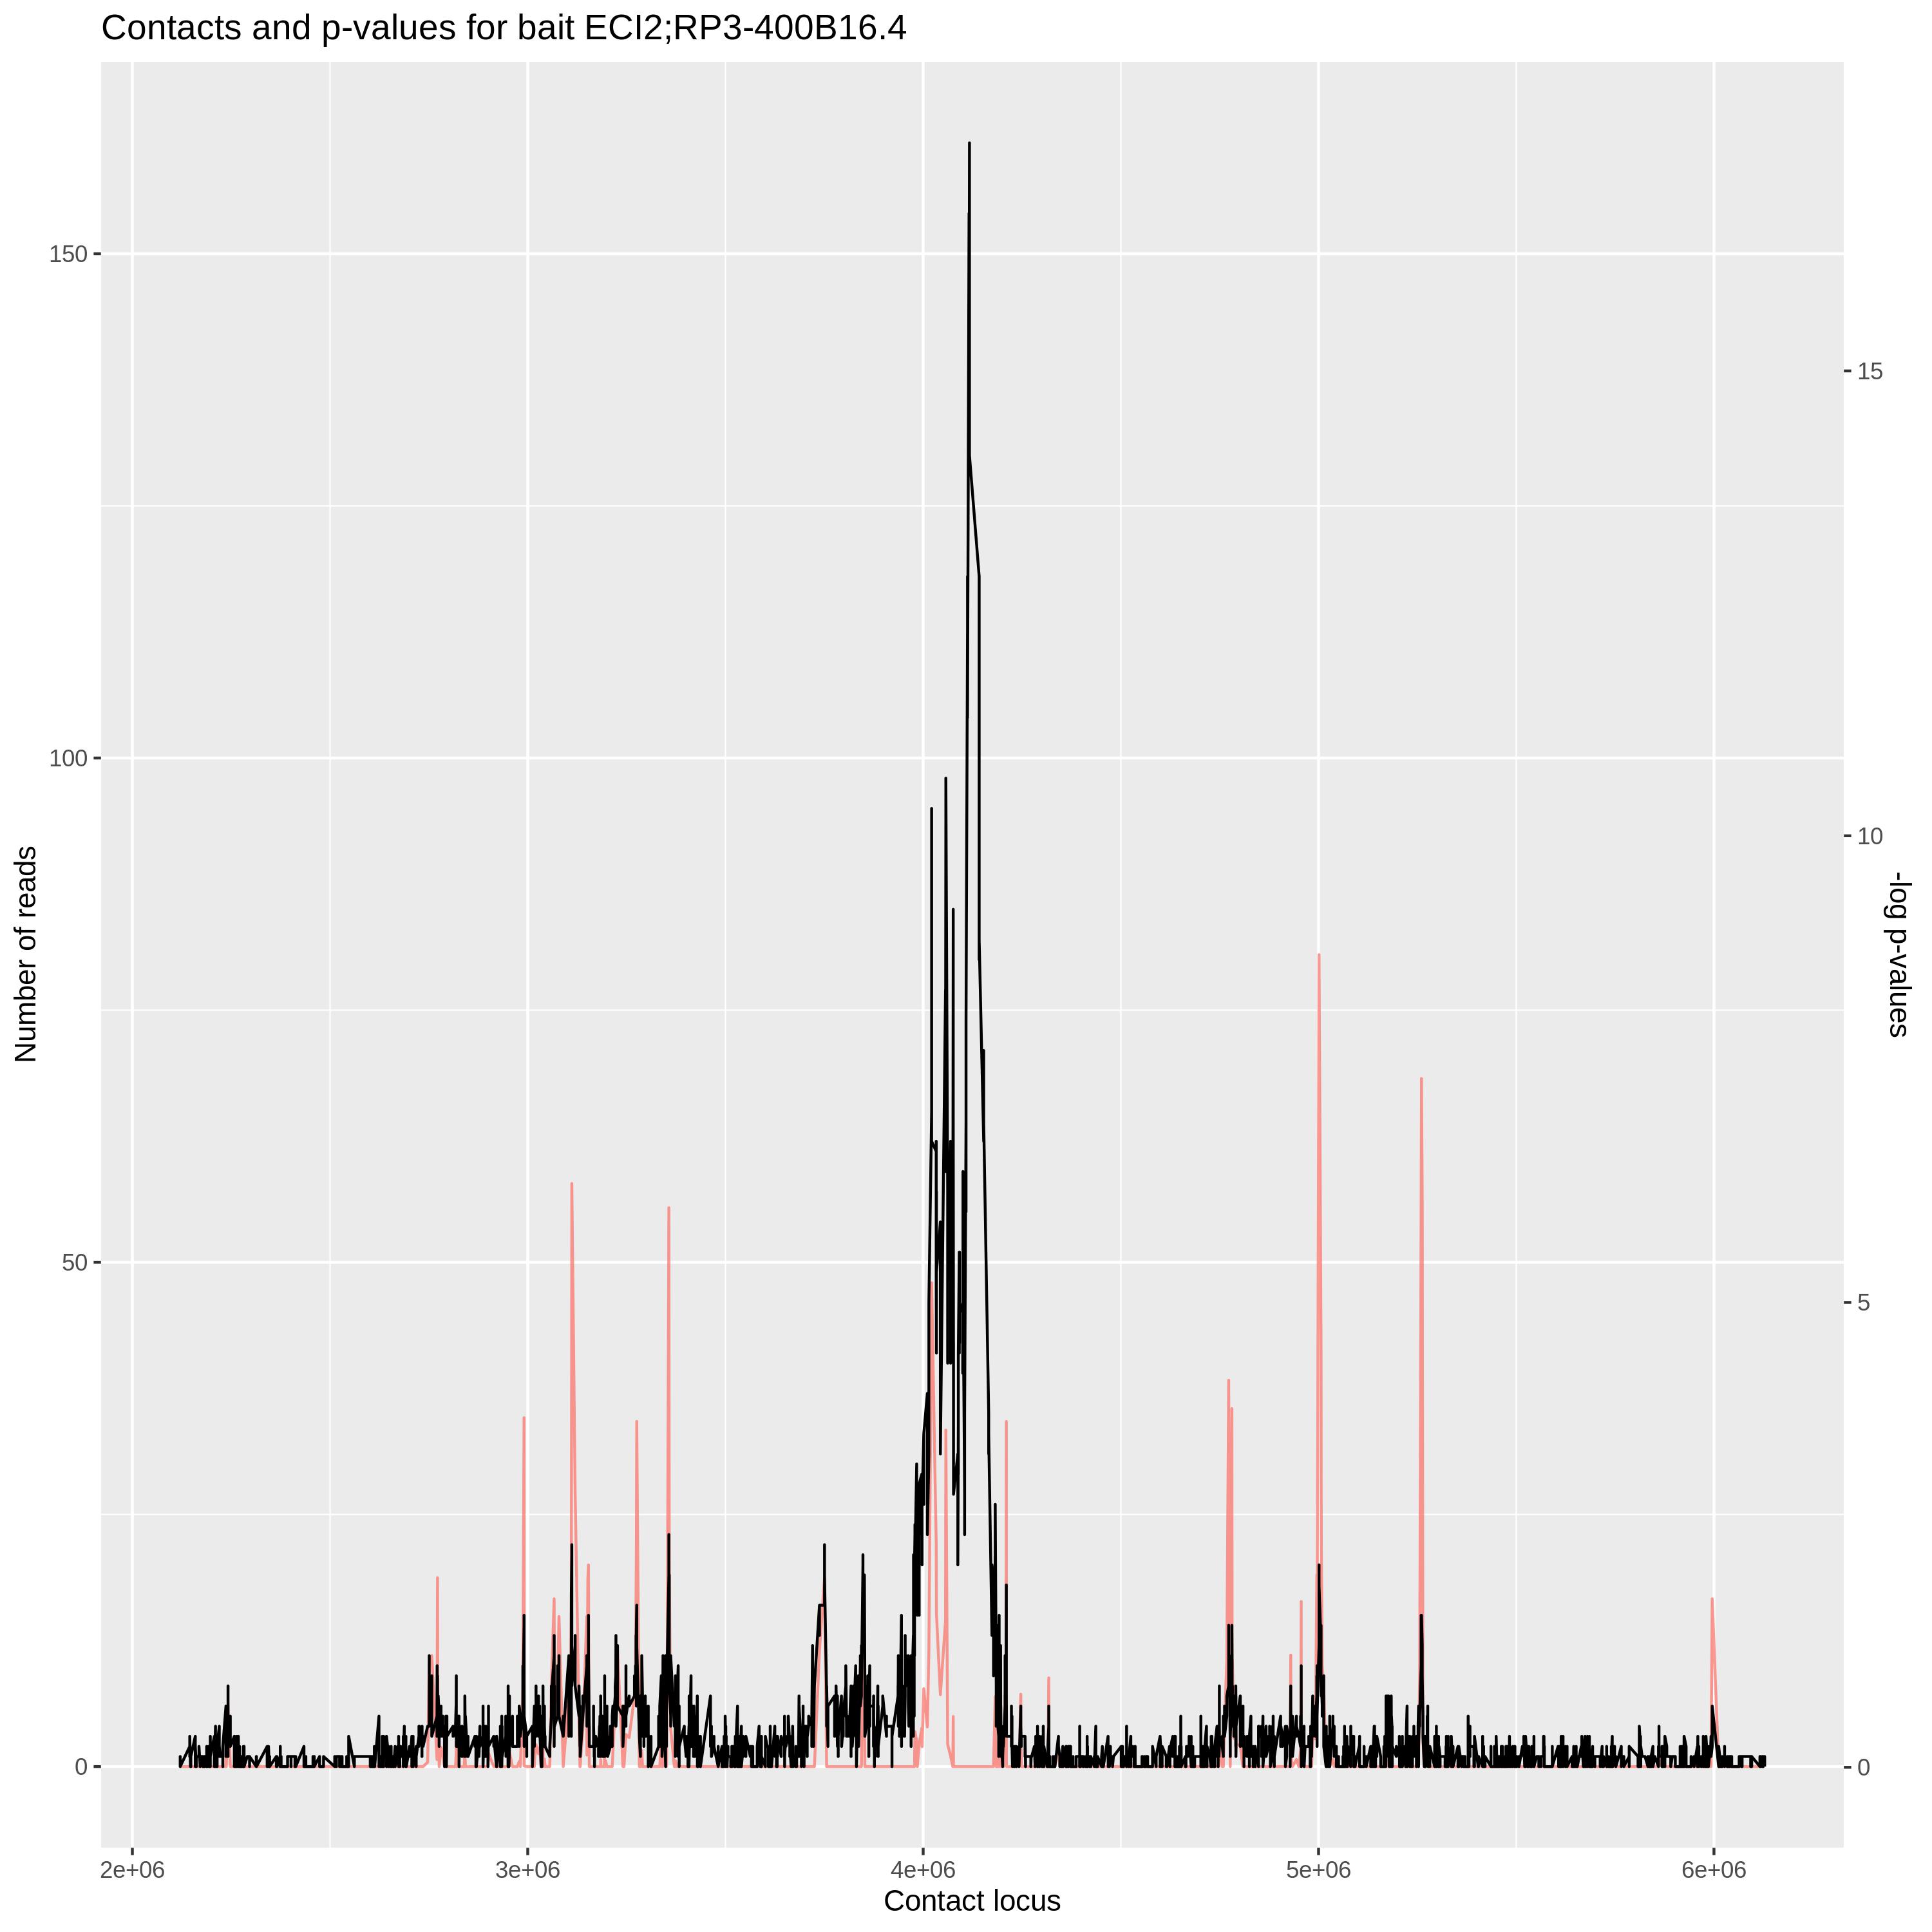 Contacts and p-values for bait ECI2;RP3-400B16.4
Number of reads
150
100
50
0
15
10
5
0
-log p-values
2e+06 3e+06 4e+06 5e+06 6e+06
Contact locus